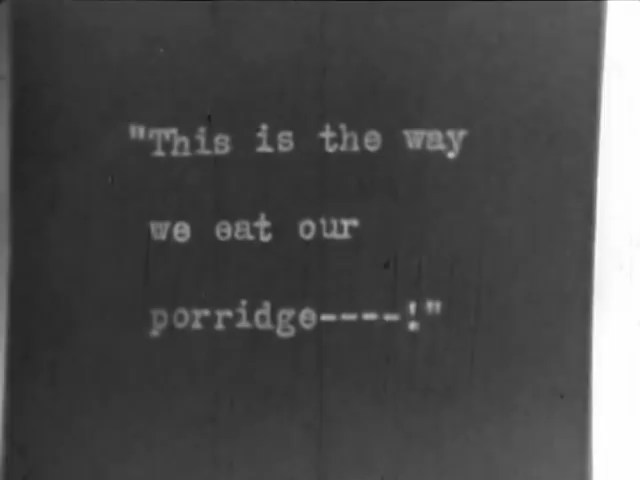 "This is the way
we eat our
porridge----!"